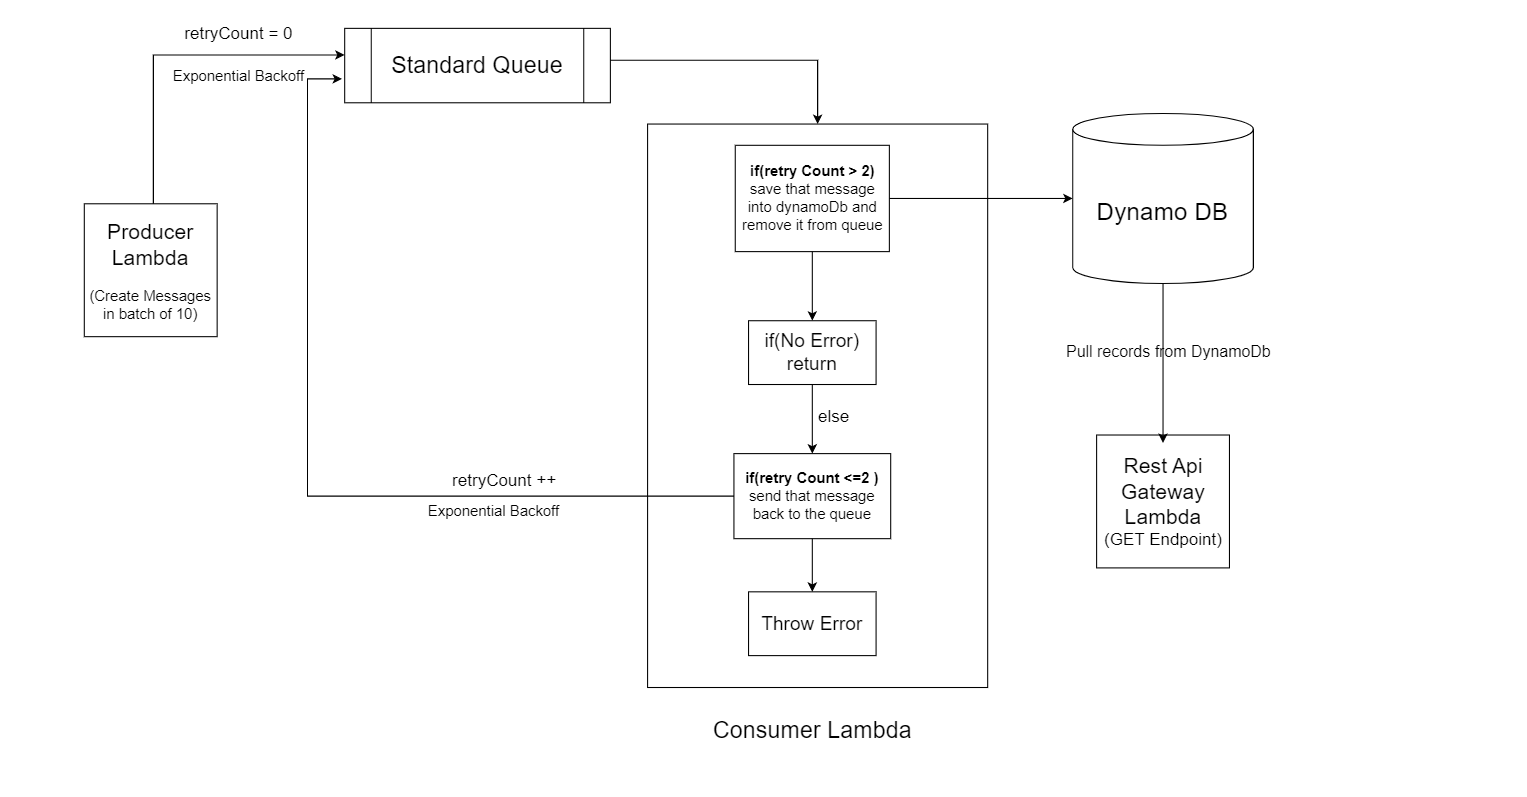 retryCount = 0
Exponential Backoff
Standard Queue
Producer
Lambda
(Create Messages
in batch of 10)
if(retry Count > 2)
save that message
into dynamoDb and
remove it from queue
Dynamo DB
if(No Error)
return
else
Pull records from DynamoDb
retryCount ++
Exponential Backoff
if(retry Count <=2 )
send that message
back to the queue
Rest Api
Gateway
Lambda
(GET Endpoint)
Throw Error
Consumer Lambda